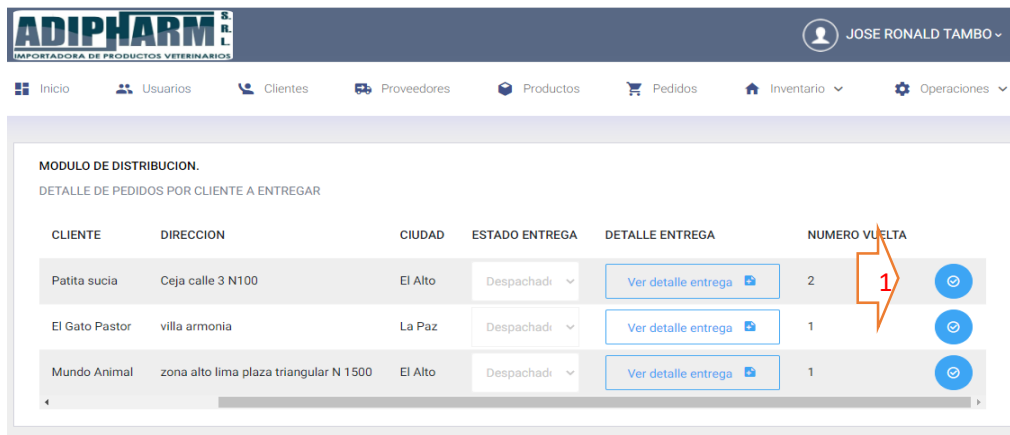 ADIPHARM S.R.L
IMPORTADORA DE PRODUCTOS VETERINARIOS
JOSE RONALD TAMBO
Inicio Usuarios Clientes Proveedores Productos Pedidos Inventario Operaciones
MODULO DE DISTRIBUCION.
DETALLE DE PEDIDOS POR CLIENTE A ENTREGAR
CLIENTE DIRECCION CIUDAD ESTADO ENTREGA DETALLE ENTREGA NUMERO VUELTA
Patita sucia Ceja calle 3 N100 El Alto Despachado Ver detalle entrega 2 1
El Gato Pastor villa armonia La Paz Despachado Ver detalle entrega 1
Mundo Animal zona alto lima plaza triangular N 1500 El Alto Despachado Ver detalle entrega 1